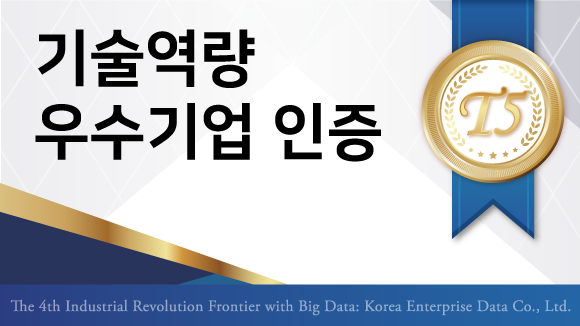 기술역량
우수기업 인증
T5
The 4th Industrial Revolution Frontier with Big Data: Korea Enterprise Data Co., Ltd.